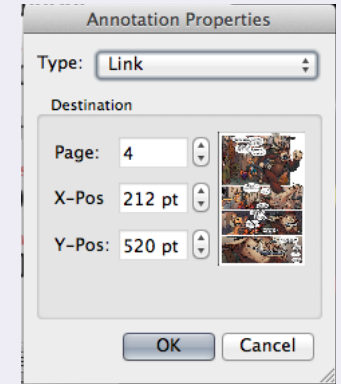 Annotation Properties
Type: Link
Destination
Page: 4
X-Pos 212 pt
Y-Pos: 520 pt
OK Cancel